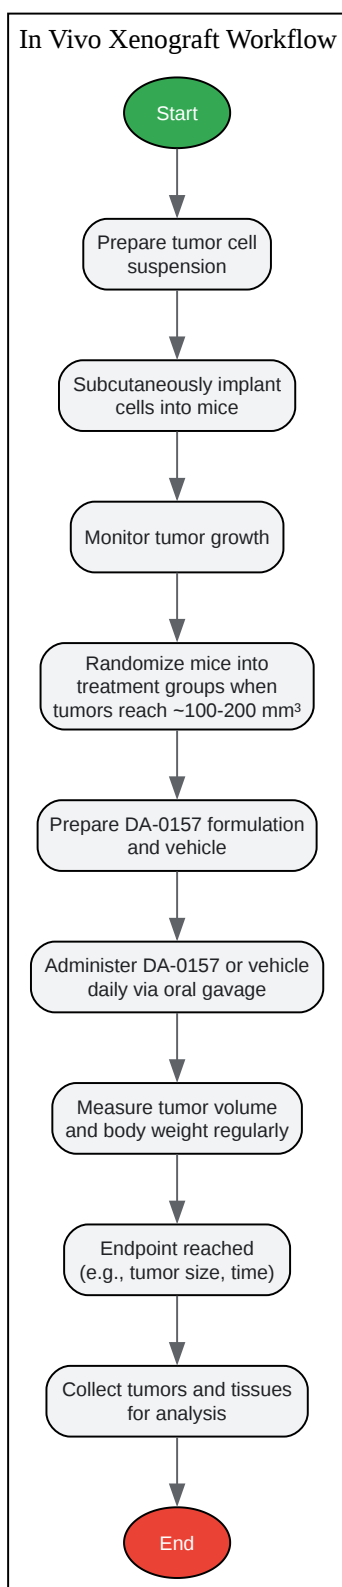 In Vivo Xenograft Workflow
Start
Prepare tumor cell
suspension
Subcutaneously implant
cells into mice
Monitor tumor growth
Randomize mice into
treatment groups when
tumors reach ~100-200 mm³
Prepare DA-0157 formulation
and vehicle
Administer DA-0157 or vehicle
daily via oral gavage
Measure tumor volume
and body weight regularly
Endpoint reached
(e.g., tumor size, time)
Collect tumors and tissues
for analysis
End